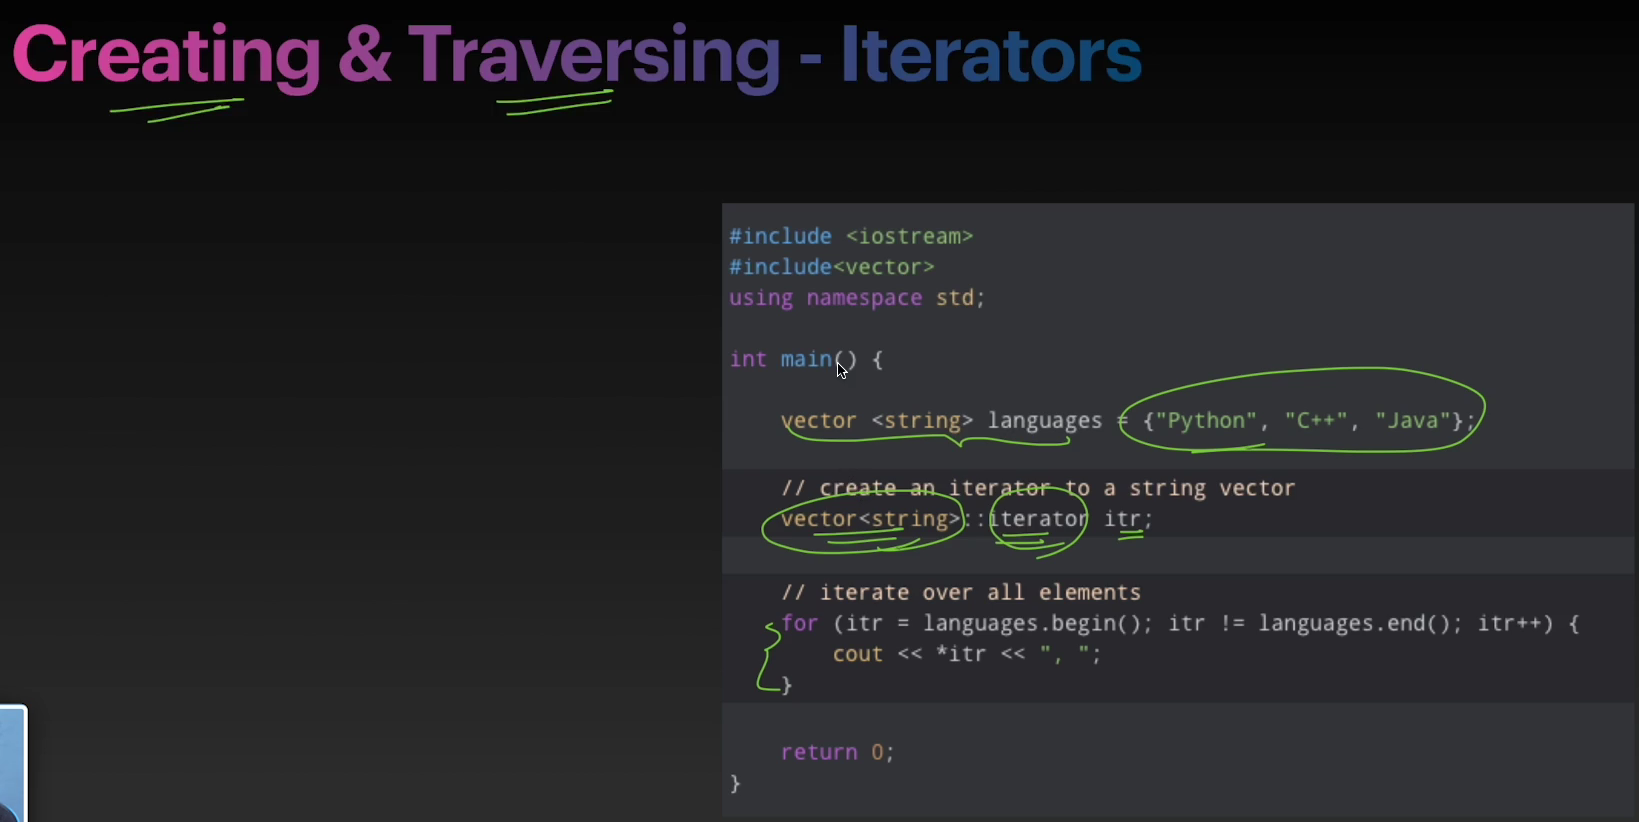 Creating & Traversing - Iterators
#include <iostream>
#include<vector>
using namespace std;
int main() {
vector <string> languages = {"Python", "C++", "Java"};
// create an iterator to a string vector
vector<string>::iterator itr;
// iterate over all elements
for (itr = languages.begin(); itr != languages.end(); itr++) {
cout << *itr << ", ";
}
return 0;
}